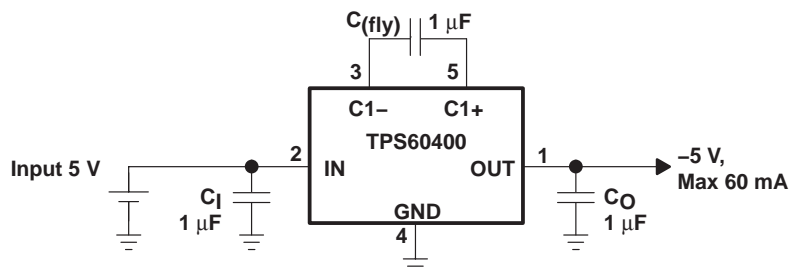 C(fly) 1 μF
3 5
C1− C1+
TPS60400
Input 5 V 2 IN OUT 1 −5 V,
Max 60 mA
CI
1 μF
GND
4
CO
1 μF